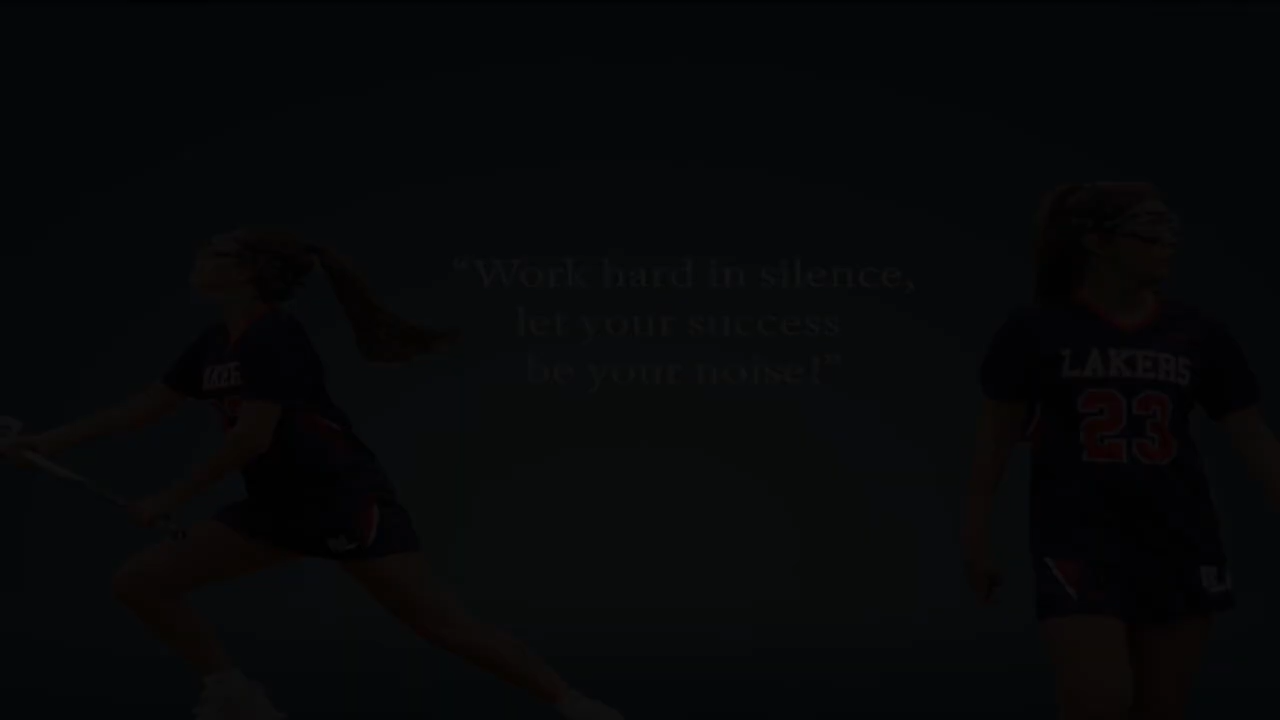 “Work hard in silence,
let your success
be your noise!”
LAKERS
23